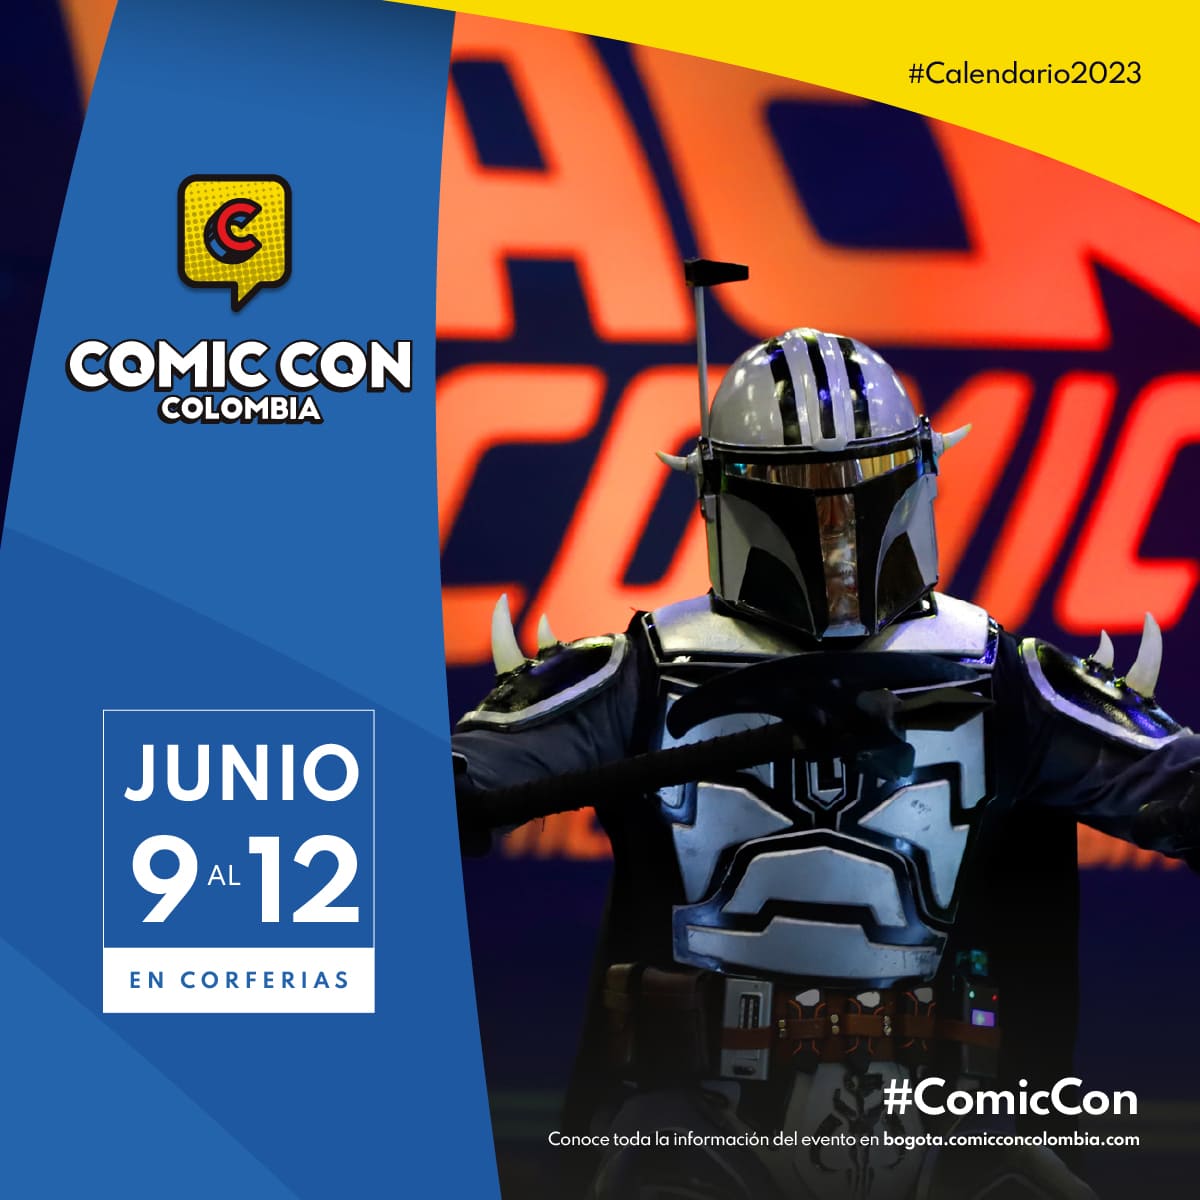 #Calendario2023
C
COMIC CON
COLOMBIA
COMIC
JUNIO
9 AL 12
EN CORFERIAS
#ComicCon
Conoce toda la información del evento en bogota.comicconcolombia.com